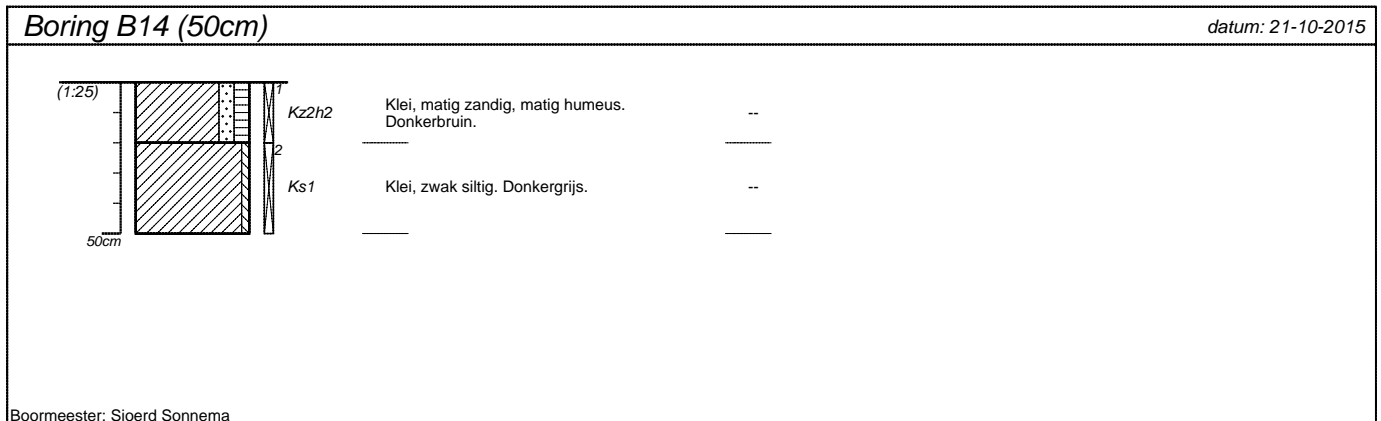 Boring B14 (50cm)
datum: 21-10-2015
(1:25)
1
Kz2h2
Klei, matig zandig, matig humeus.
Donkerbruin.
--
2
Ks1
Klei, zwak siltig. Donkergrijs.
--
50cm
Boormeester: Sjoerd Sonnema